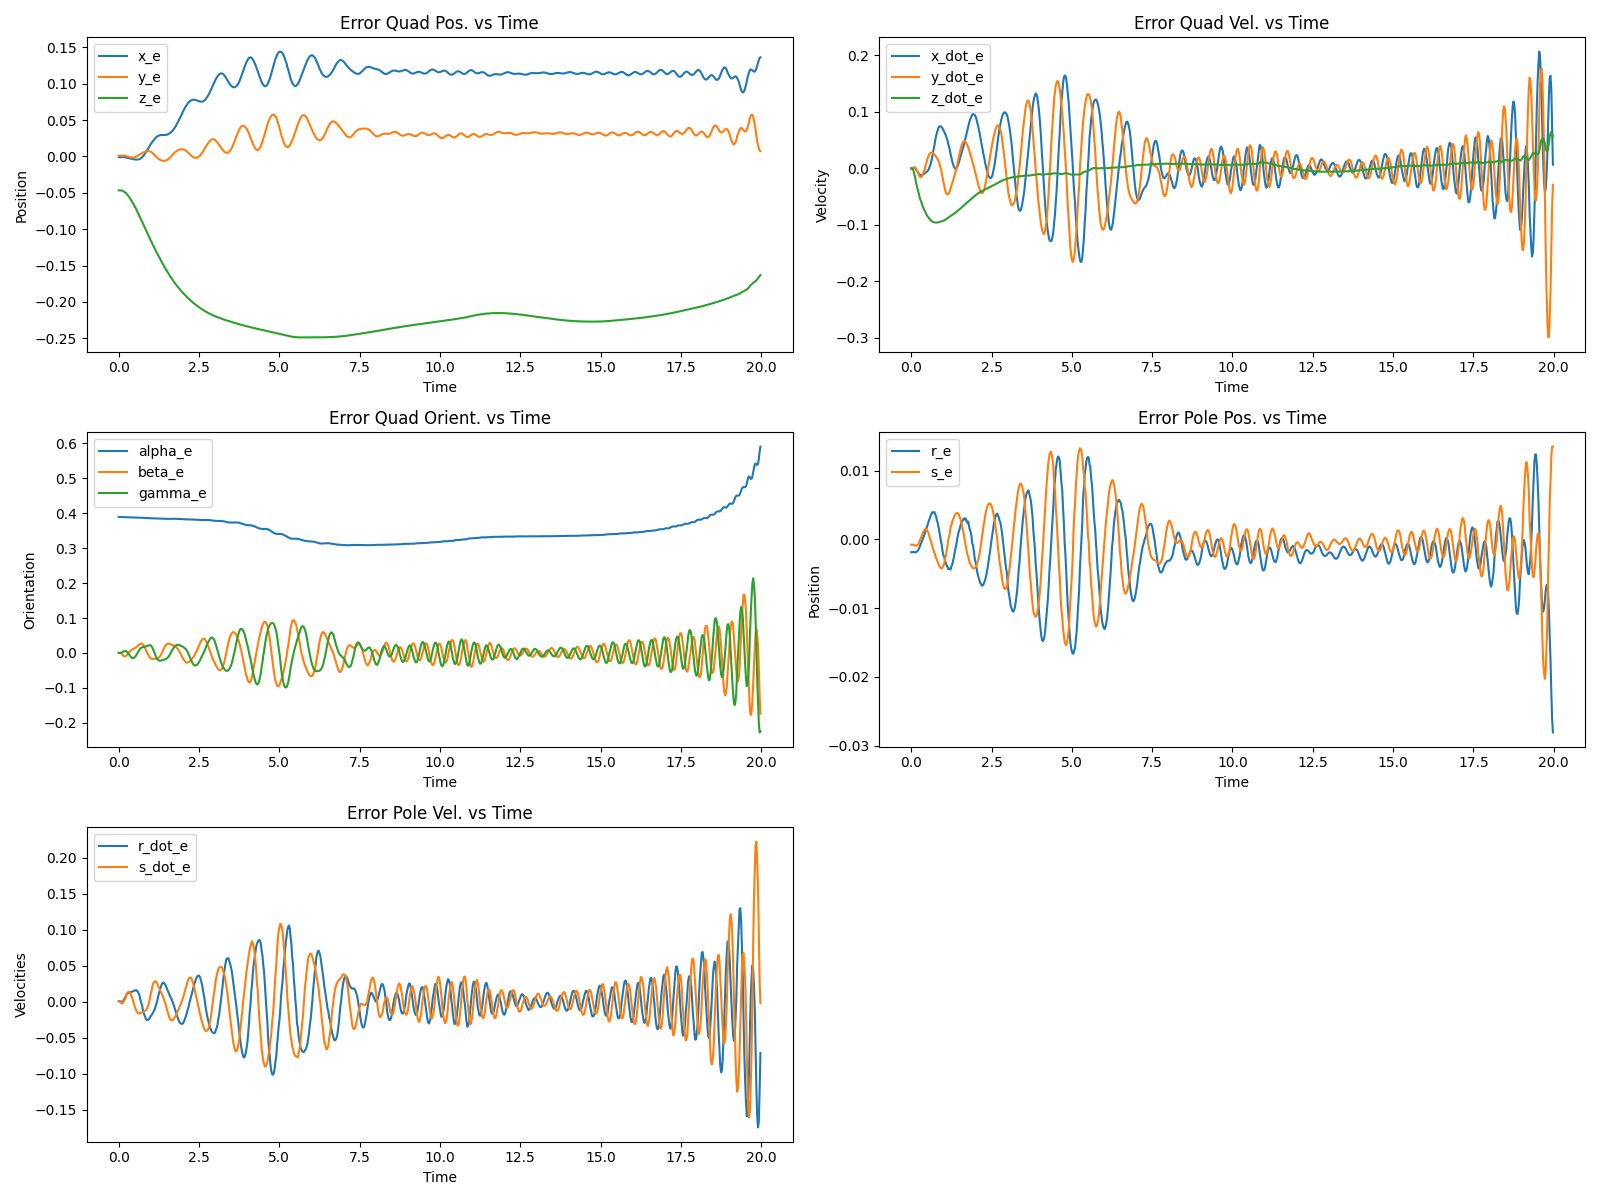 Error Quad Pos. vs Time
x_e
y_e
z_e
0.15
0.10
0.05
0.00
−0.05
−0.10
−0.15
−0.20
−0.25
Position
0.0 2.5 5.0 7.5 10.0 12.5 15.0 17.5 20.0
Time
Error Quad Vel. vs Time
x_dot_e
y_dot_e
z_dot_e
0.2
0.1
0.0
−0.1
−0.2
−0.3
Velocity
0.0 2.5 5.0 7.5 10.0 12.5 15.0 17.5 20.0
Time
Error Quad Orient. vs Time
alpha_e
beta_e
gamma_e
0.6
0.5
0.4
0.3
0.2
0.1
0.0
−0.1
−0.2
Orientation
0.0 2.5 5.0 7.5 10.0 12.5 15.0 17.5 20.0
Time
Error Pole Pos. vs Time
r_e
s_e
0.01
0.00
−0.01
−0.02
−0.03
Position
0.0 2.5 5.0 7.5 10.0 12.5 15.0 17.5 20.0
Time
Error Pole Vel. vs Time
r_dot_e
s_dot_e
0.20
0.15
0.10
0.05
0.00
−0.05
−0.10
−0.15
Velocities
0.0 2.5 5.0 7.5 10.0 12.5 15.0 17.5 20.0
Time